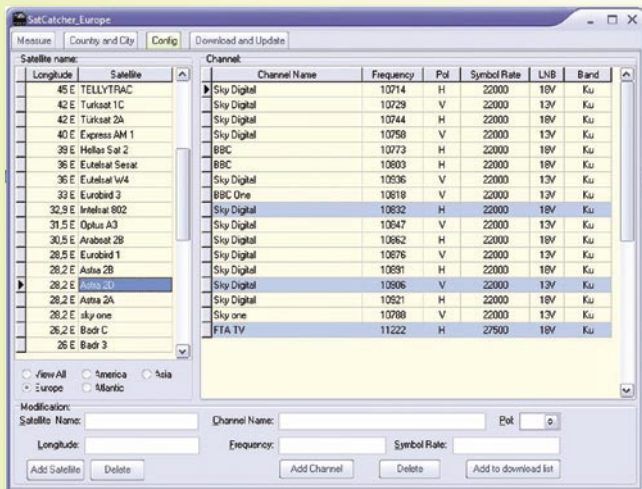 SatCatcher_Europe
Measure Country and City Config Download and Update
Satellite name:
Longitude Satellite
45 E TELLYTRAC
42 E Turksat 1C
42 E Türksat 2A
40 E Express AM 1
39 E Hellas Sat 2
36 E Eutelsat Sesat
36 E Eutelsat W4
33 E Eurobird 3
32,9 E Intelsat 802
31,5 E Optus A3
30,5 E Arabsat 2B
28,5 E Eurobird 1
28,2 E Astra 2B
28,2 E Astra 2D
28,2 E Astra 2A
28,2 E sky one
26,2 E Badr C
26 E Badr 3
View All America Asia
Europe Atlantic
Channel:
Channel Name Frequency Pol Symbol Rate LNB Band
Sky Digital 10714 H 22000 18V Ku
Sky Digital 10729 V 22000 13V Ku
Sky Digital 10744 H 22000 18V Ku
Sky Digital 10758 V 22000 13V Ku
BBC 10773 H 22000 18V Ku
BBC 10803 H 22000 18V Ku
Sky Digital 10936 V 22000 13V Ku
BBC One 10818 V 22000 13V Ku
Sky Digital 10832 H 22000 18V Ku
Sky Digital 10847 V 22000 13V Ku
Sky Digital 10862 H 22000 18V Ku
Sky Digital 10876 V 22000 13V Ku
Sky Digital 10891 H 22000 18V Ku
Sky Digital 10906 V 22000 13V Ku
Sky Digital 10921 H 22000 18V Ku
Sky one 10788 V 22000 13V Ku
FTA TV 11222 H 27500 18V Ku
Modification:
Satellite Name: Channel Name: Pol:
Longitude: Frequency: Symbol Rate:
Add Satellite Delete Add Channel Delete Add to download list